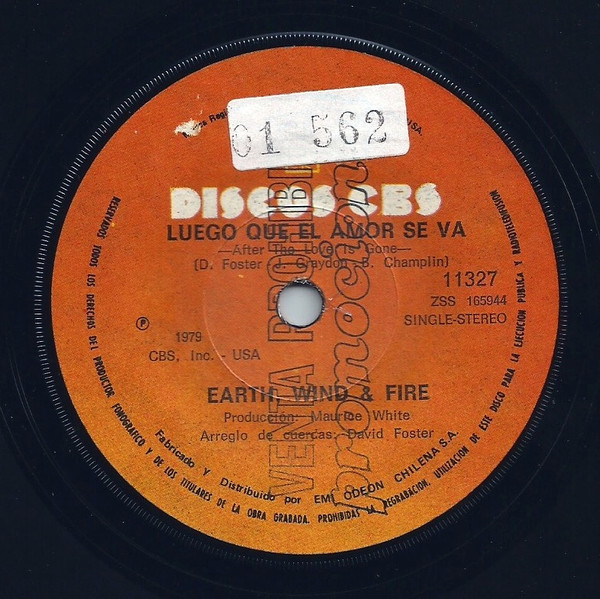 01 562
USA.
DISCOS CBS
LUEGO QUE EL AMOR SE VA
—After The Love Is Gone—
(D. Foster - J. Graydon - B. Champlin)
11327
ZSS 165944
SINGLE-STEREO
℗
1979
CBS, Inc. - USA
EARTH, WIND & FIRE
Producción: Maurice White
Arreglo de cuerdas: David Foster
VENTA PROHIBI
promoción
Fabricado y Distribuido por EMI ODEON CHILENA S.A.
RESERVADOS TODOS LOS DERECHOS DEL PRODUCTOR FONOGRAFICO Y DE LOS TITULARES DE LA OBRA GRABADA. PROHIBIDAS LA REGRABACION, UTILIZACION DE ESTE DISCO PARA LA EJECUCION PUBLICA Y RADIOTELEDIFUSION